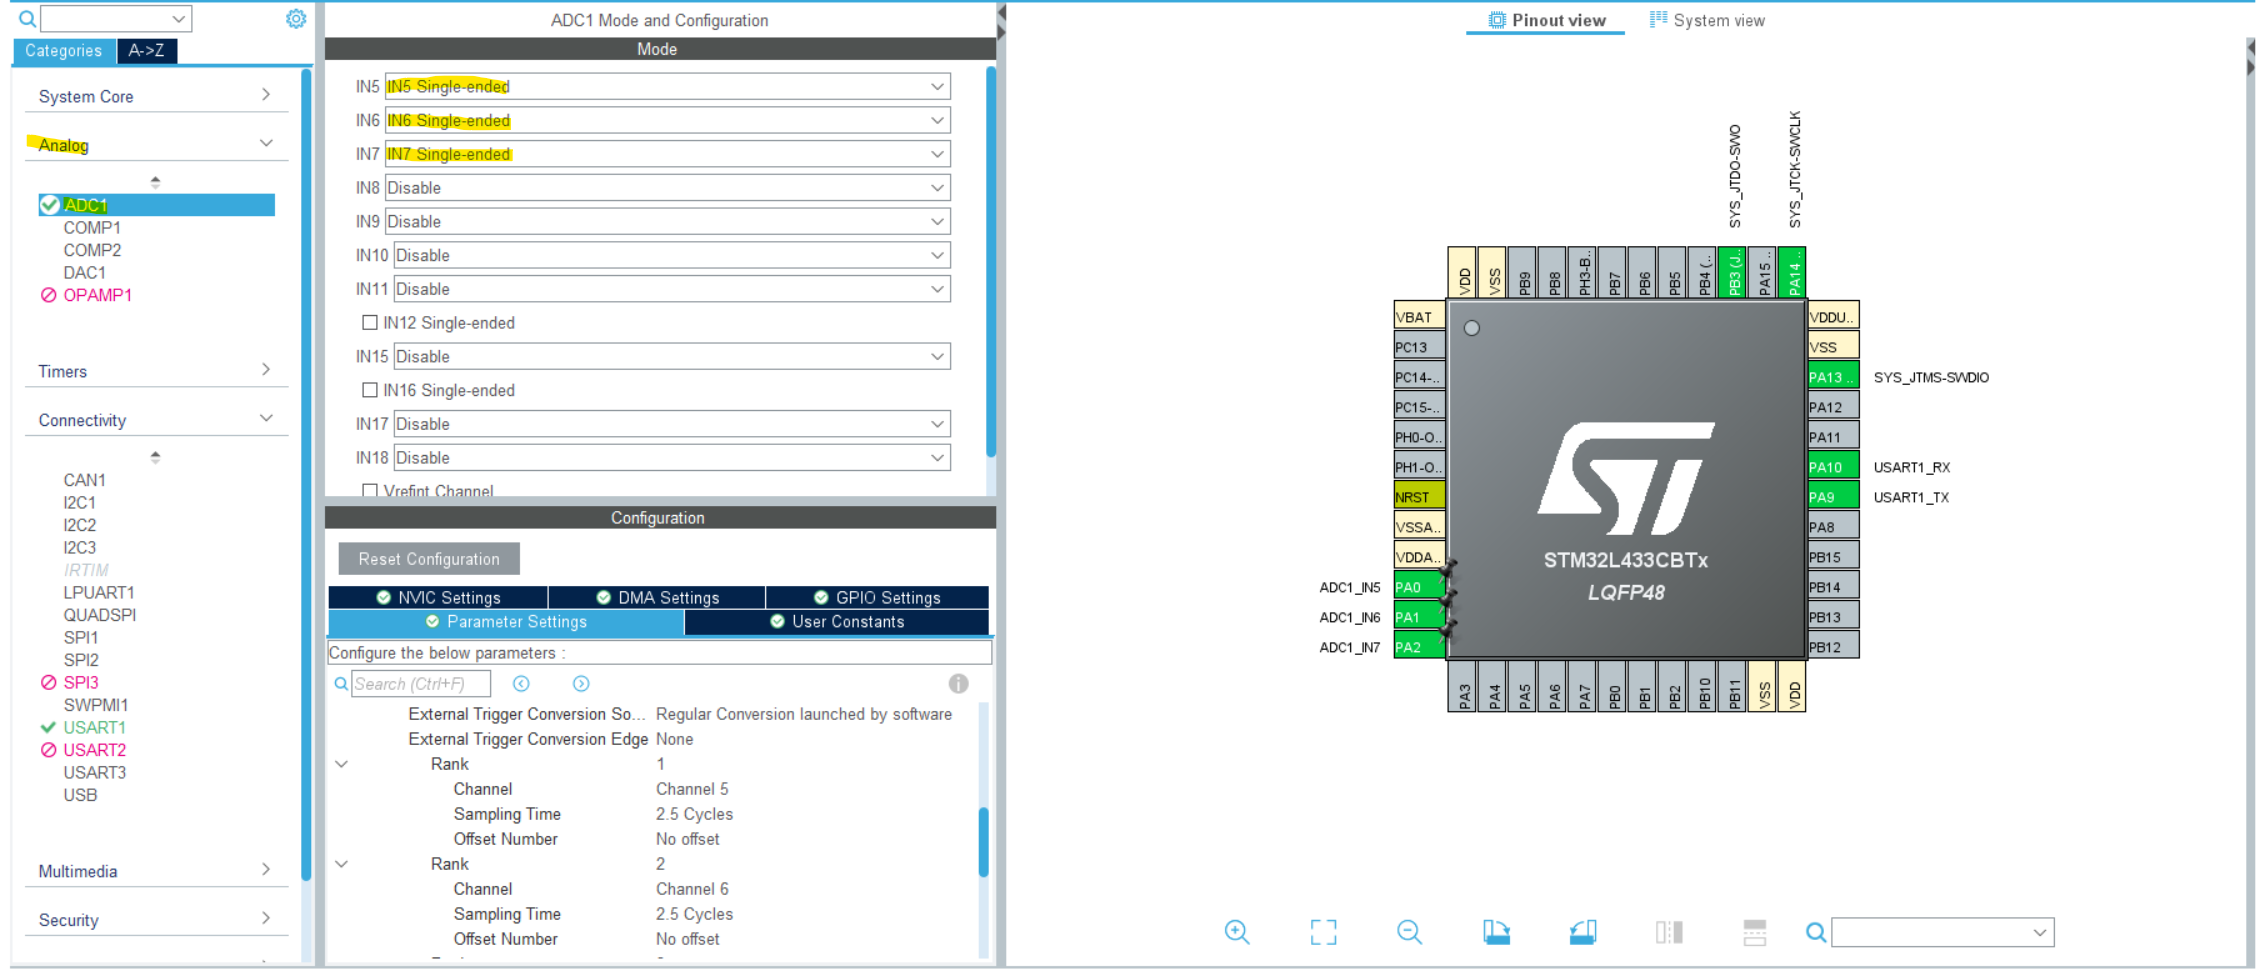 Categories
A->Z
System Core
Analog
ADC1
COMP1
COMP2
DAC1
OPAMP1
Timers
Connectivity
CAN1
I2C1
I2C2
I2C3
IRTIM
LPUART1
QUADSPI
SPI1
SPI2
SPI3
SWPMI1
USART1
USART2
USART3
USB
Multimedia
Security
ADC1 Mode and Configuration
Mode
IN5 IN5 Single-ended
IN6 IN6 Single-ended
IN7 IN7 Single-ended
IN8 Disable
IN9 Disable
IN10 Disable
IN11 Disable
IN12 Single-ended
IN15 Disable
IN16 Single-ended
IN17 Disable
IN18 Disable
Vrefint Channel
Configuration
Reset Configuration
NVIC Settings
DMA Settings
GPIO Settings
Parameter Settings
User Constants
Configure the below parameters :
Search (Ctrl+F)
External Trigger Conversion So... Regular Conversion launched by software
External Trigger Conversion Edge None
Rank 1
Channel Channel 5
Sampling Time 2.5 Cycles
Offset Number No offset
Rank 2
Channel Channel 6
Sampling Time 2.5 Cycles
Offset Number No offset
Pinout view
System view
SYS_JTDO-SWO
SYS_JTCK-SWCLK
VDD
VSS
PB9
PB8
PH3-B..
PB7
PB6
PB5
PB4 (..
PB3 (J..
PA15 ..
PA14 ..
VBAT
PC13
PC14-..
PC15-..
PH0-O..
PH1-O..
NRST
VSSA..
VDDA..
ADC1_IN5 PA0
ADC1_IN6 PA1
ADC1_IN7 PA2
ST
STM32L433CBTx
LQFP48
VDDU..
VSS
PA13 .. SYS_JTMS-SWDIO
PA12
PA11
PA10 USART1_RX
PA9 USART1_TX
PA8
PB15
PB14
PB13
PB12
PA3
PA4
PA5
PA6
PA7
PB0
PB1
PB2
PB10
PB11
VSS
VDD